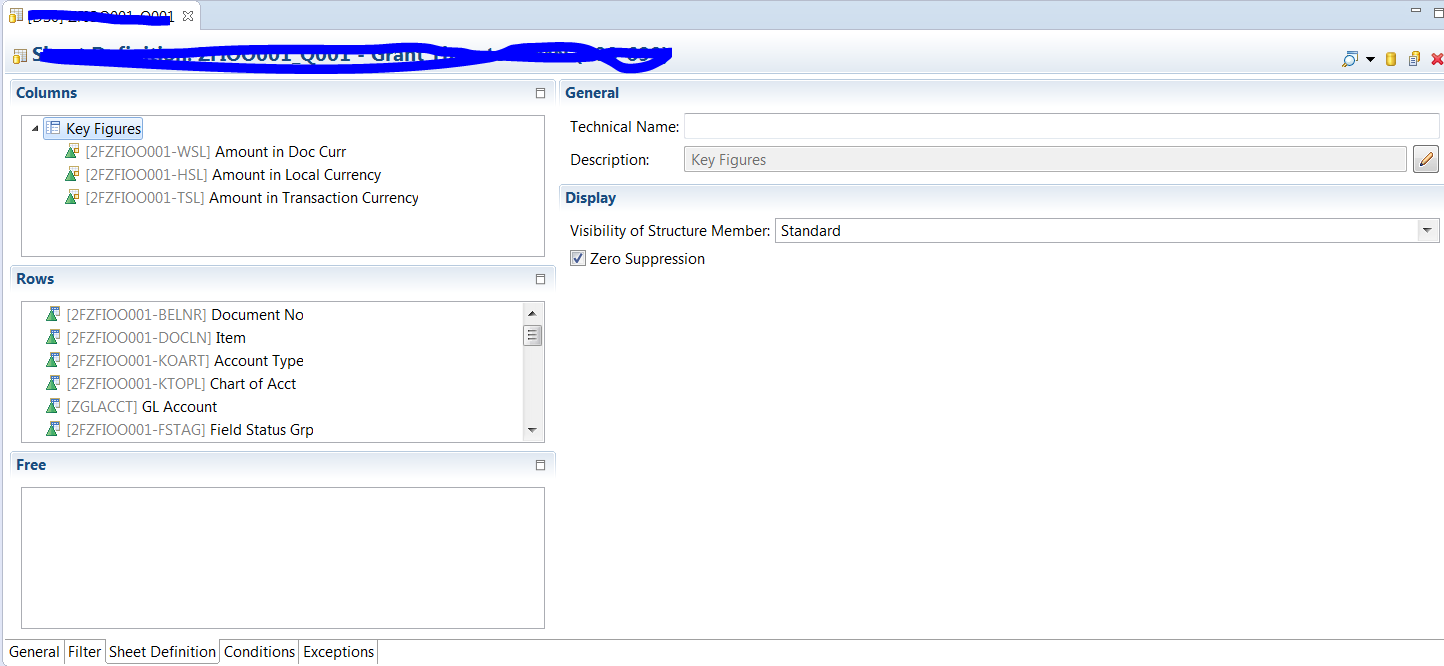 Columns
Key Figures
[2FZFIOO001-WSL] Amount in Doc Curr
[2FZFIOO001-HSL] Amount in Local Currency
[2FZFIOO001-TSL] Amount in Transaction Currency
Rows
[2FZFIOO001-BELNR] Document No
[2FZFIOO001-DOCLN] Item
[2FZFIOO001-KOART] Account Type
[2FZFIOO001-KTOPL] Chart of Acct
[ZGLACCT] GL Account
[2FZFIOO001-FSTAG] Field Status Grp
Free
General
Technical Name:
Description: Key Figures
Display
Visibility of Structure Member: Standard
Zero Suppression
General Filter Sheet Definition Conditions Exceptions